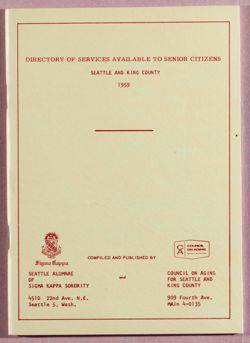 DIRECTORY OF SERVICES AVAILABLE TO SENIOR CITIZENS
SEATTLE AND KING COUNTY
1959
Sigma Kappa
COUNCIL
ON AGING
COMPILED AND PUBLISHED BY
SEATTLE ALUMNAE
OF
SIGMA KAPPA SORORITY
and
COUNCIL ON AGING
FOR SEATTLE AND
KING COUNTY
4510 22nd Ave. N.E.
Seattle 5, Wash.
909 Fourth Ave.
MAin 4-0135